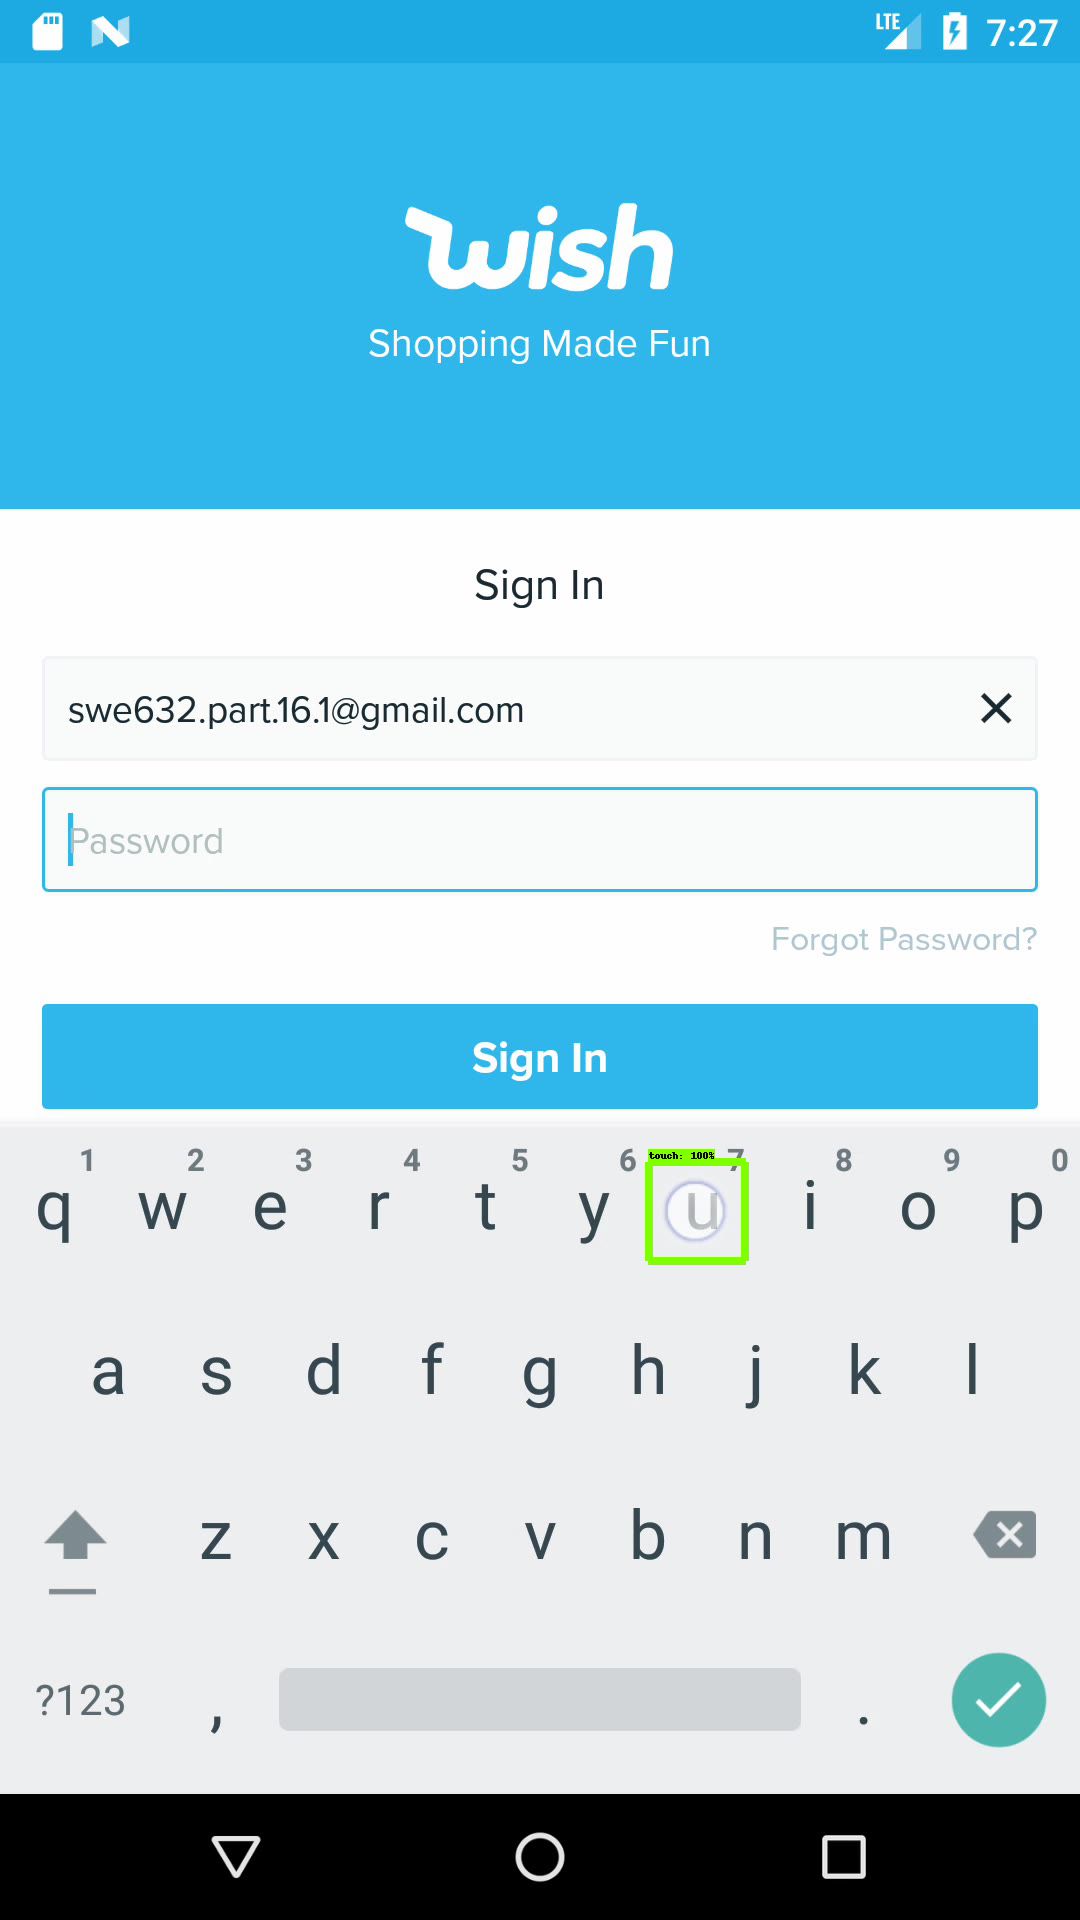 LTE 7:27
wish
Shopping Made Fun
Sign In
swe632.part.16.1@gmail.com
Password
Forgot Password?
Sign In
1 2 3 4 5 6 touch: 100% 7 8 9 0
q w e r t y u i o p
a s d f g h j k l
z x c v b n m
?123 , .